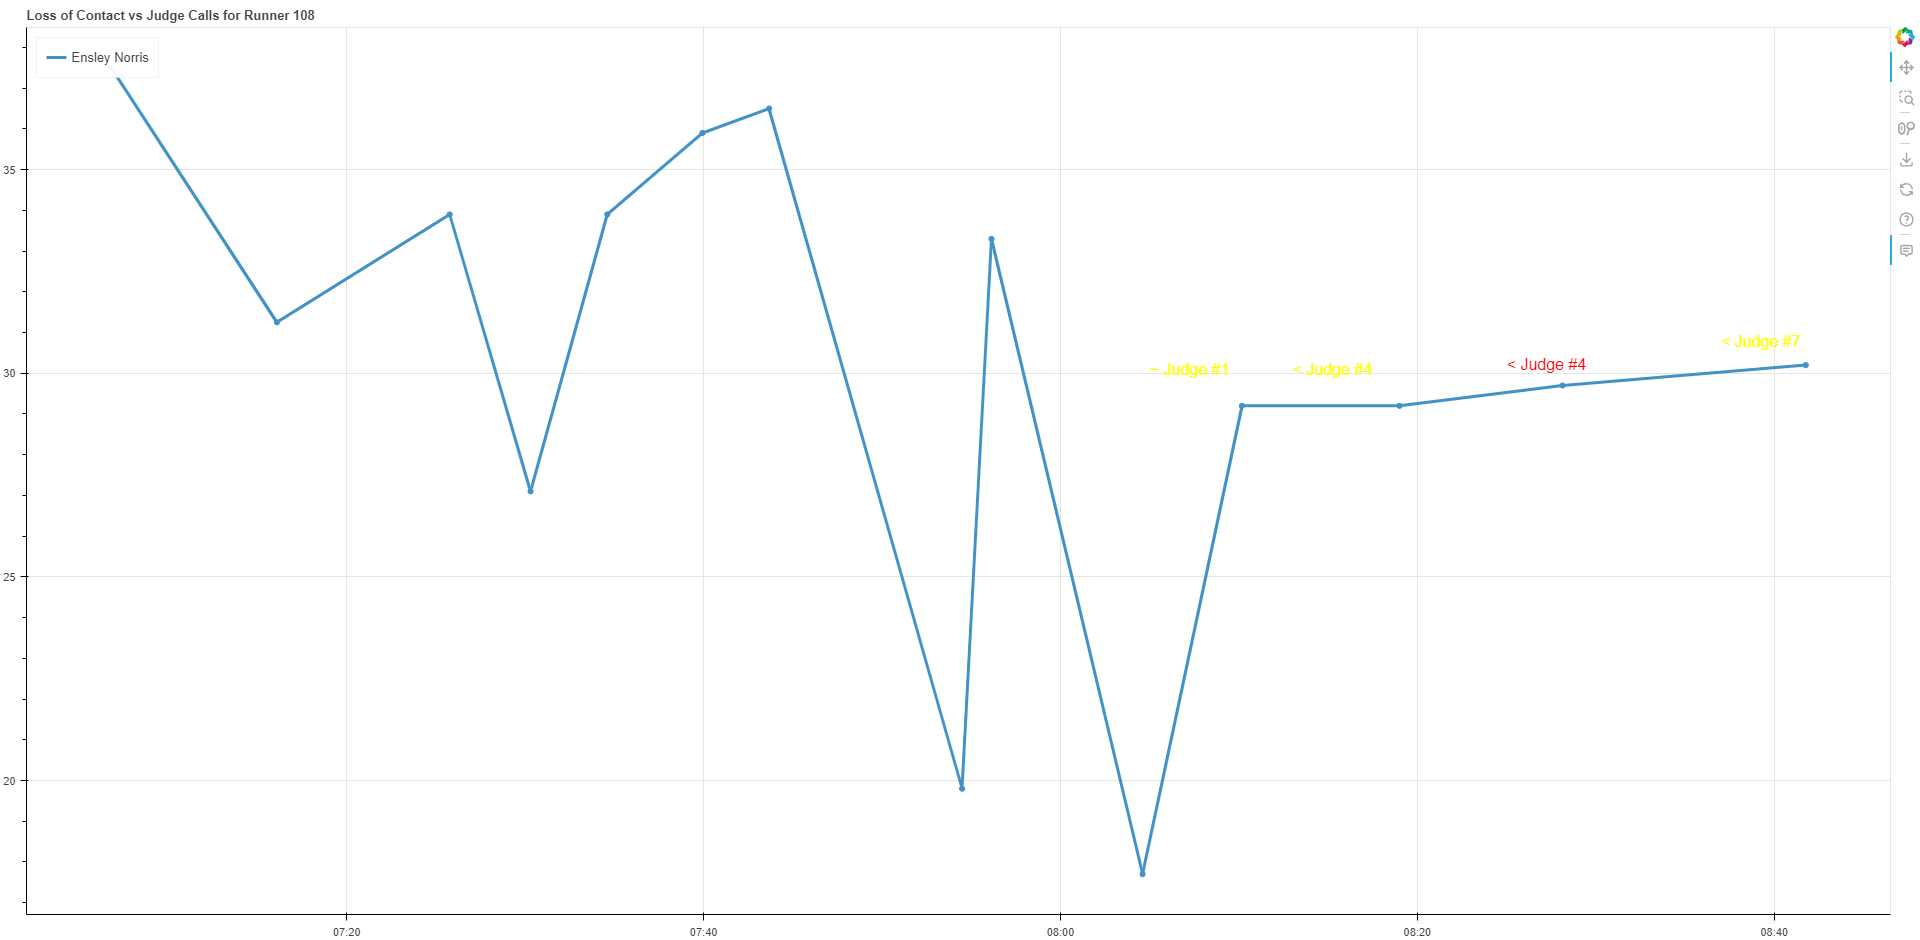 Loss of Contact vs Judge Calls for Runner 108
Ensley Norris
35
30
25
20
~ Judge #1
< Judge #4
< Judge #4
< Judge #7
07:20
07:40
08:00
08:20
08:40